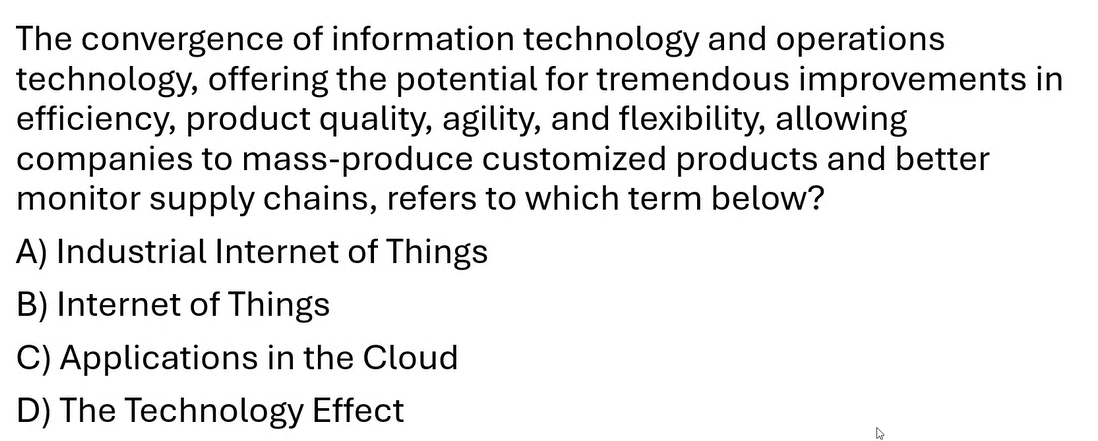 The convergence of information technology and operations
technology, offering the potential for tremendous improvements in
efficiency, product quality, agility, and flexibility, allowing
companies to mass-produce customized products and better
monitor supply chains, refers to which term below?
A) Industrial Internet of Things
B) Internet of Things
C) Applications in the Cloud
D) The Technology Effect